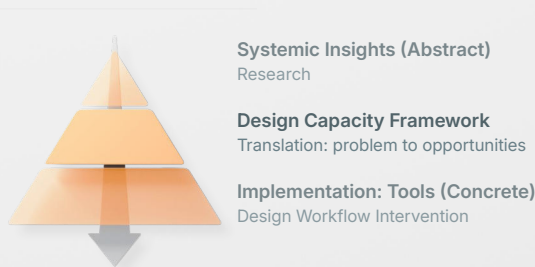 Systemic Insights (Abstract)
Research
Design Capacity Framework
Translation: problem to opportunities
Implementation: Tools (Concrete)
Design Workflow Intervention